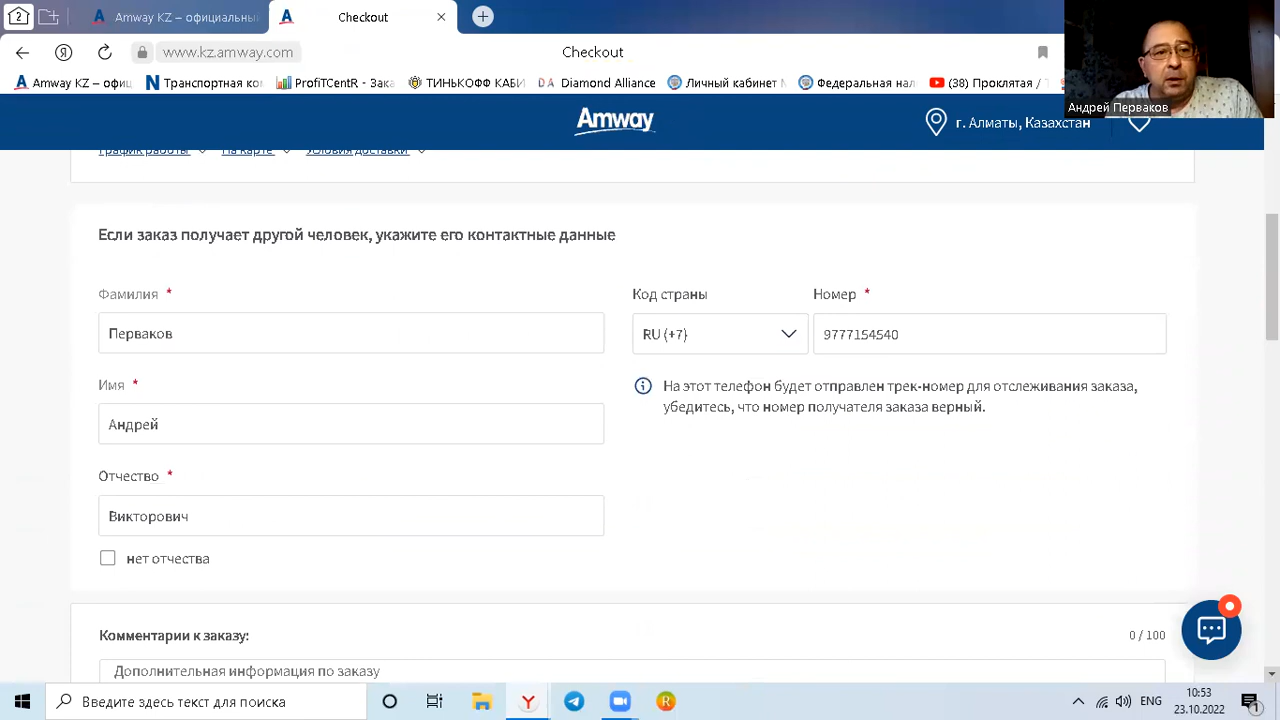 2
Amway KZ – официальны
Checkout
www.kz.amway.com
Checkout
Amway KZ – офиц
Транспортная ко
ProfiTCentR - Зака
ТИНЬКОФФ КАБИ
Diamond Alliance
Личный кабинет
Федеральная нал
(38) Проклятая / Т
Андрей Перваков
Amway
г. Алматы, Казахстан
График работы На карте Условия доставки
Если заказ получает другой человек, укажите его контактные данные
Фамилия * Код страны Номер *
Перваков RU (+7) 9777154540
Имя *
На этот телефон будет отправлен трек-номер для отслеживания заказа,
убедитесь, что номер получателя заказа верный.
Андрей
Отчество *
Викторович
нет отчества
Комментарии к заказу: 0 / 100
Дополнительная информация по заказу
Введите здесь текст для поиска
ENG
10:53
23.10.2022